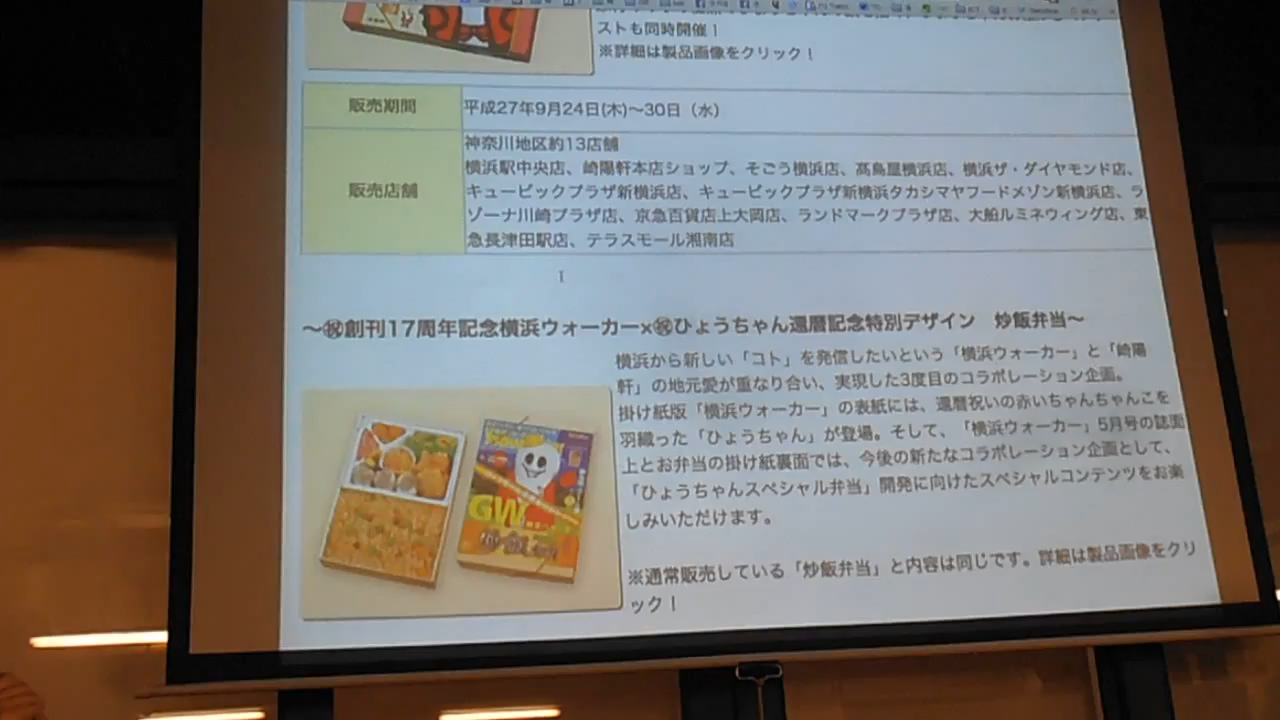 ストも同時開催！
※詳細は製品画像をクリック！
販売期間
平成27年9月24日(木)～30日（水）
販売店舗
神奈川地区約13店舗
横浜駅中央店、崎陽軒本店ショップ、そごう横浜店、髙島屋横浜店、横浜ザ・ダイヤモンド店、
キュービックプラザ新横浜店、キュービックプラザ新横浜タカシマヤフードメゾン新横浜店、ラ
ゾーナ川崎プラザ店、京急百貨店上大岡店、ランドマークプラザ店、大船ルミネウィング店、東
急長津田駅店、テラスモール湘南店
～㊗創刊17周年記念横浜ウォーカー×㊗ひょうちゃん還暦記念特別デザイン　炒飯弁当～
横浜から新しい「コト」を発信したいという「横浜ウォーカー」と「崎陽
軒」の地元愛が重なり合い、実現した3度目のコラボレーション企画。
掛け紙版「横浜ウォーカー」の表紙には、還暦祝いの赤いちゃんちゃんこを
羽織った「ひょうちゃん」が登場。そして、「横浜ウォーカー」5月号の誌面
上とお弁当の掛け紙裏面では、今後の新たなコラボレーション企画として、
「ひょうちゃんスペシャル弁当」開発に向けたスペシャルコンテンツをお楽
しみいただけます。
GW
※通常販売している「炒飯弁当」と内容は同じです。詳細は製品画像をクリ
ック！